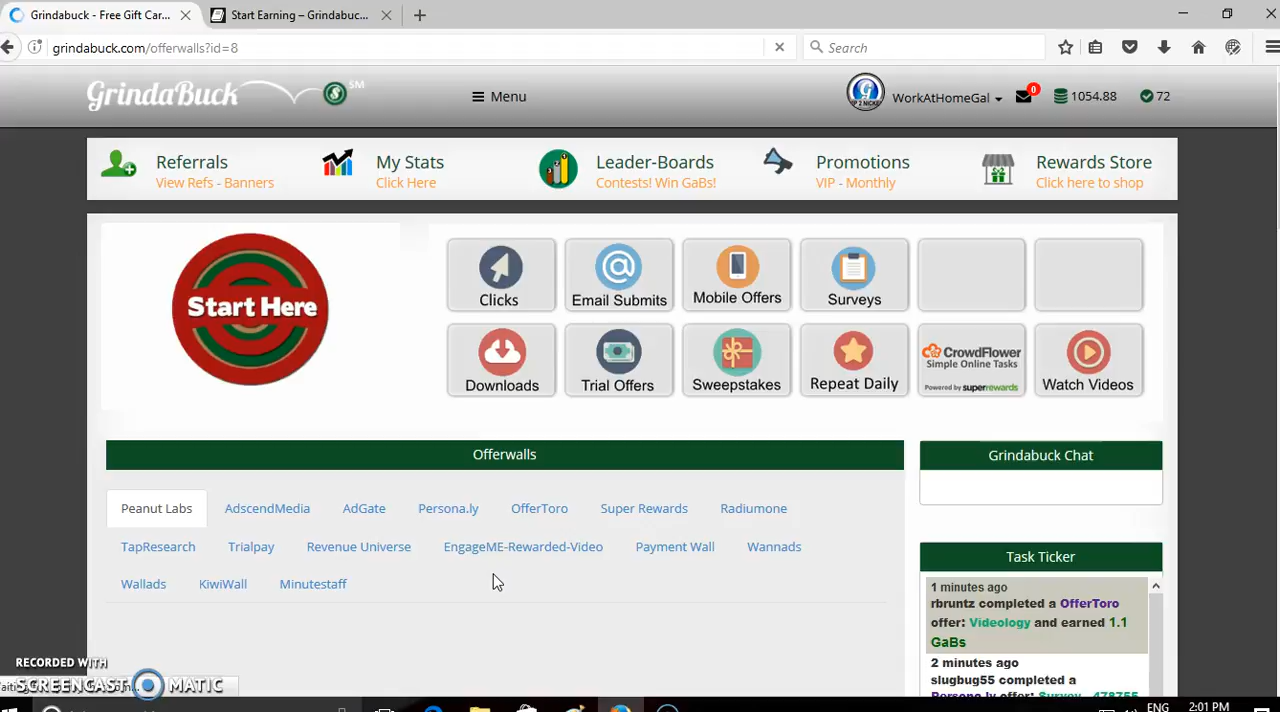 Grindabuck - Free Gift Car...
Start Earning – Grindabuc...
grindabuck.com/offerwalls?id=8
Search
GrindaBuck
SM
Menu
WorkAtHomeGal
0
1054.88
72
Referrals
View Refs - Banners
My Stats
Click Here
Leader-Boards
Contests! Win GaBs!
Promotions
VIP - Monthly
Rewards Store
Click here to shop
Start Here
Clicks
Email Submits
Mobile Offers
Surveys
Downloads
Trial Offers
Sweepstakes
Repeat Daily
CrowdFlower
Simple Online Tasks
Powered by superrewards
Watch Videos
Offerwalls
Peanut Labs
AdscendMedia
AdGate
Persona.ly
OfferToro
Super Rewards
Radiumone
TapResearch
Trialpay
Revenue Universe
EngageME-Rewarded-Video
Payment Wall
Wannads
Wallads
KiwiWall
Minutestaff
Grindabuck Chat
Task Ticker
1 minutes ago
rbruntz completed a OfferToro
offer: Videology and earned 1.1
GaBs
2 minutes ago
slugbug55 completed a
Persona.ly offer: Survey
RECORDED WITH
SCREENCAST MATIC
ENG
2:01 PM